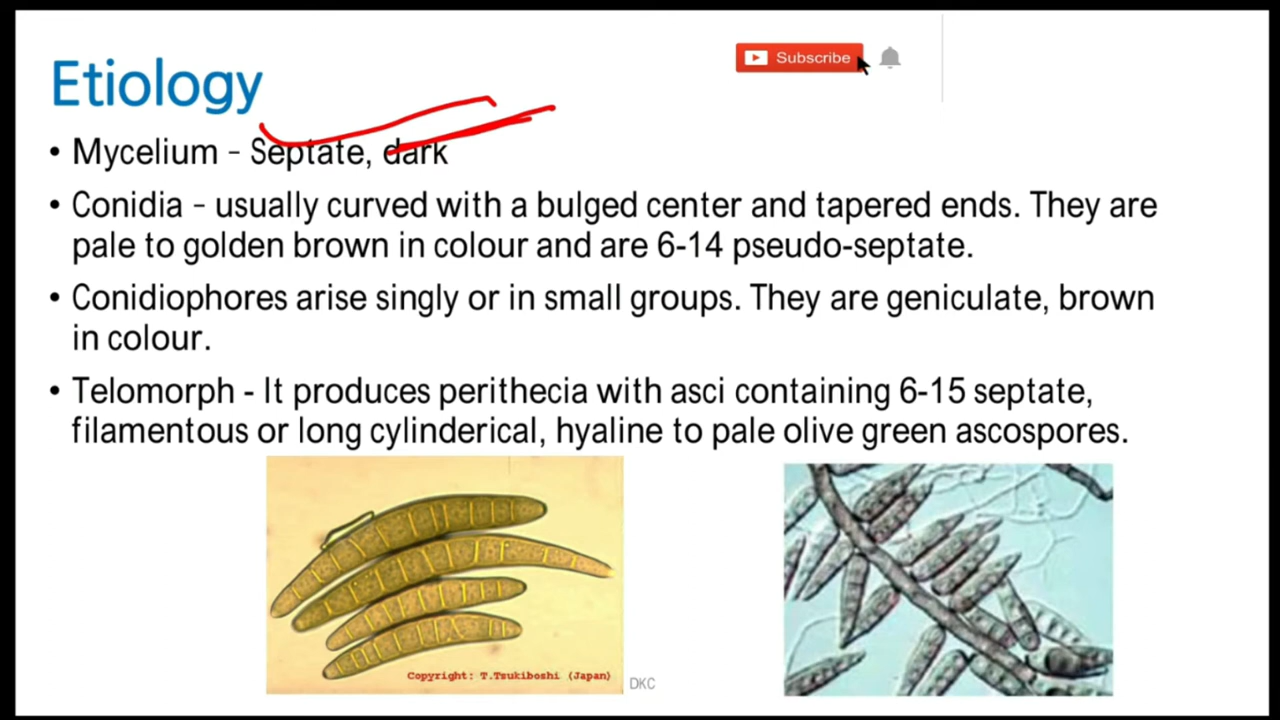 Subscribe
Etiology
• Mycelium - Septate, dark
• Conidia - usually curved with a bulged center and tapered ends. They are
pale to golden brown in colour and are 6-14 pseudo-septate.
• Conidiophores arise singly or in small groups. They are geniculate, brown
in colour.
• Telomorph - It produces perithecia with asci containing 6-15 septate,
filamentous or long cylinderical, hyaline to pale olive green ascospores.
Copyright: T.Tsukiboshi (Japan)
DKC